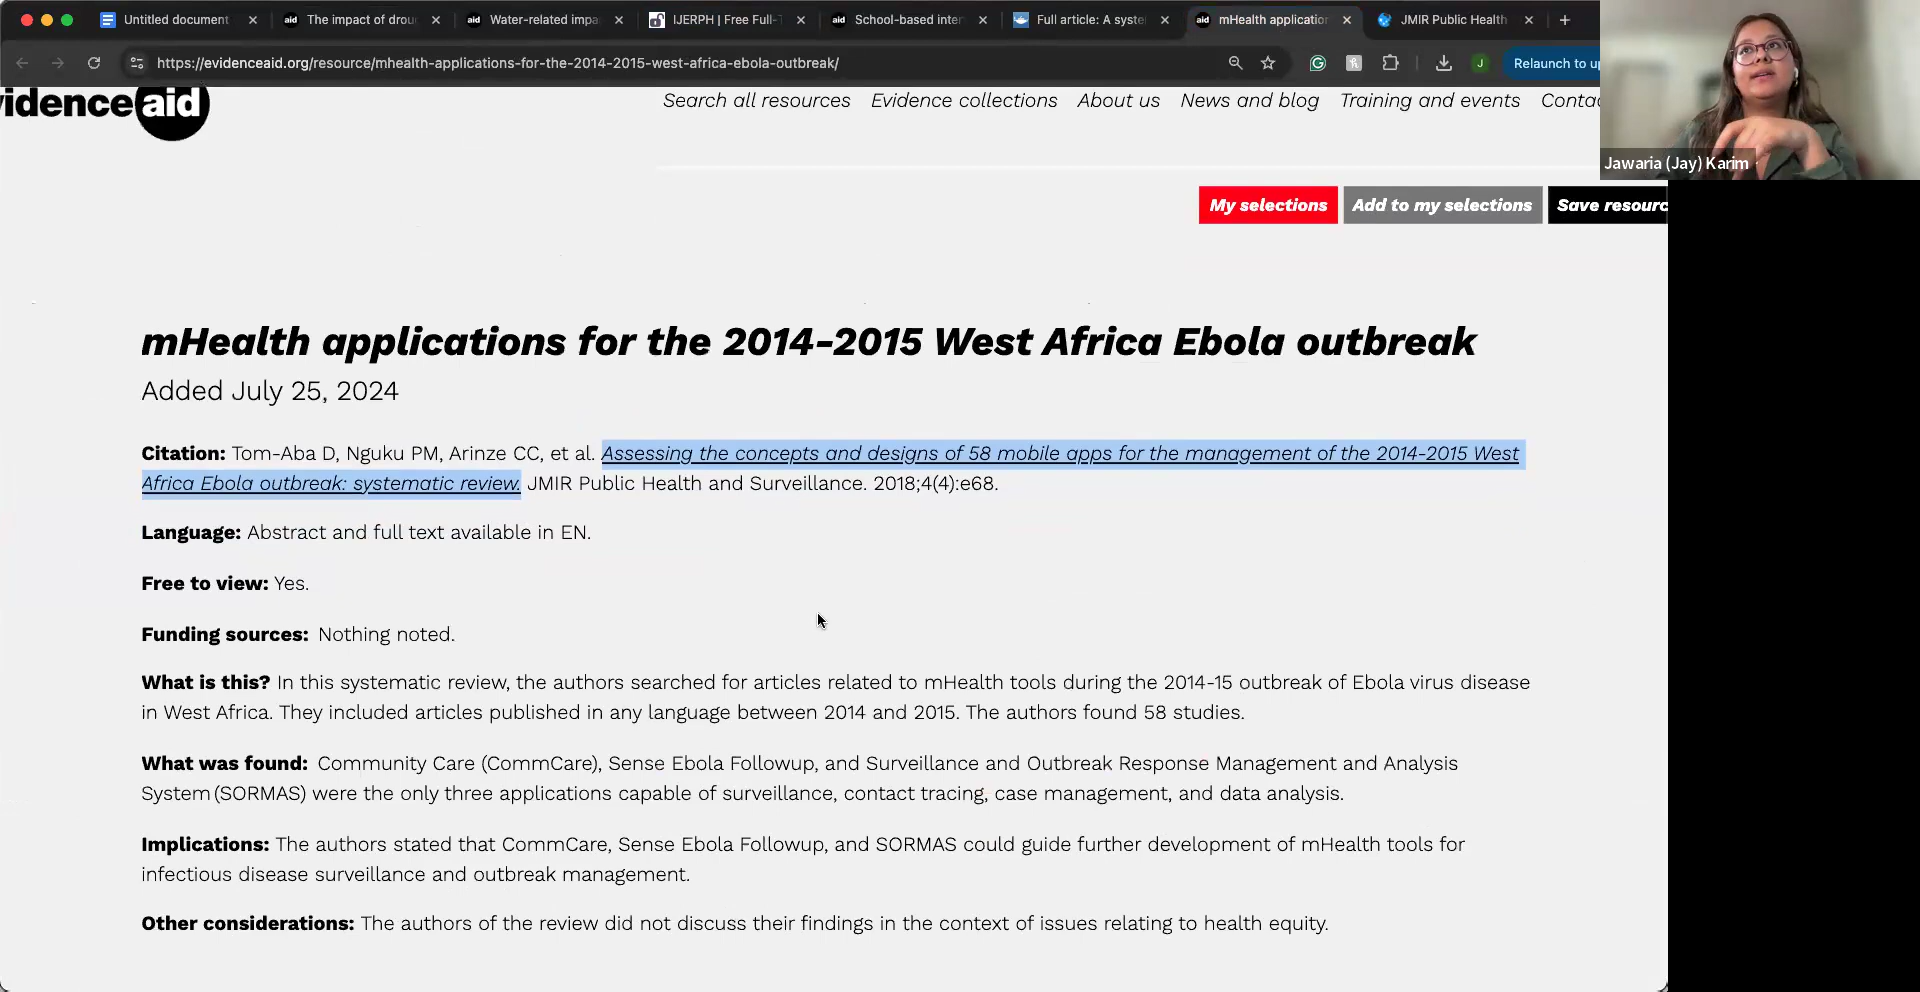 Untitled document
The impact of drou
Water-related impa
IJERPH | Free Full-T
School-based inter
Full article: A syste
mHealth application
JMIR Public Health
https://evidenceaid.org/resource/mhealth-applications-for-the-2014-2015-west-africa-ebola-outbreak/
J
Relaunch to up
Jawaria (Jay) Karim
vidence aid
Search all resources Evidence collections About us News and blog Training and events Contac
My selections Add to my selections Save resourc
mHealth applications for the 2014-2015 West Africa Ebola outbreak
Added July 25, 2024
Citation: Tom-Aba D, Nguku PM, Arinze CC, et al. Assessing the concepts and designs of 58 mobile apps for the management of the 2014-2015 West
Africa Ebola outbreak: systematic review. JMIR Public Health and Surveillance. 2018;4(4):e68.
Language: Abstract and full text available in EN.
Free to view: Yes.
Funding sources: Nothing noted.
What is this? In this systematic review, the authors searched for articles related to mHealth tools during the 2014-15 outbreak of Ebola virus disease
in West Africa. They included articles published in any language between 2014 and 2015. The authors found 58 studies.
What was found: Community Care (CommCare), Sense Ebola Followup, and Surveillance and Outbreak Response Management and Analysis
System (SORMAS) were the only three applications capable of surveillance, contact tracing, case management, and data analysis.
Implications: The authors stated that CommCare, Sense Ebola Followup, and SORMAS could guide further development of mHealth tools for
infectious disease surveillance and outbreak management.
Other considerations: The authors of the review did not discuss their findings in the context of issues relating to health equity.